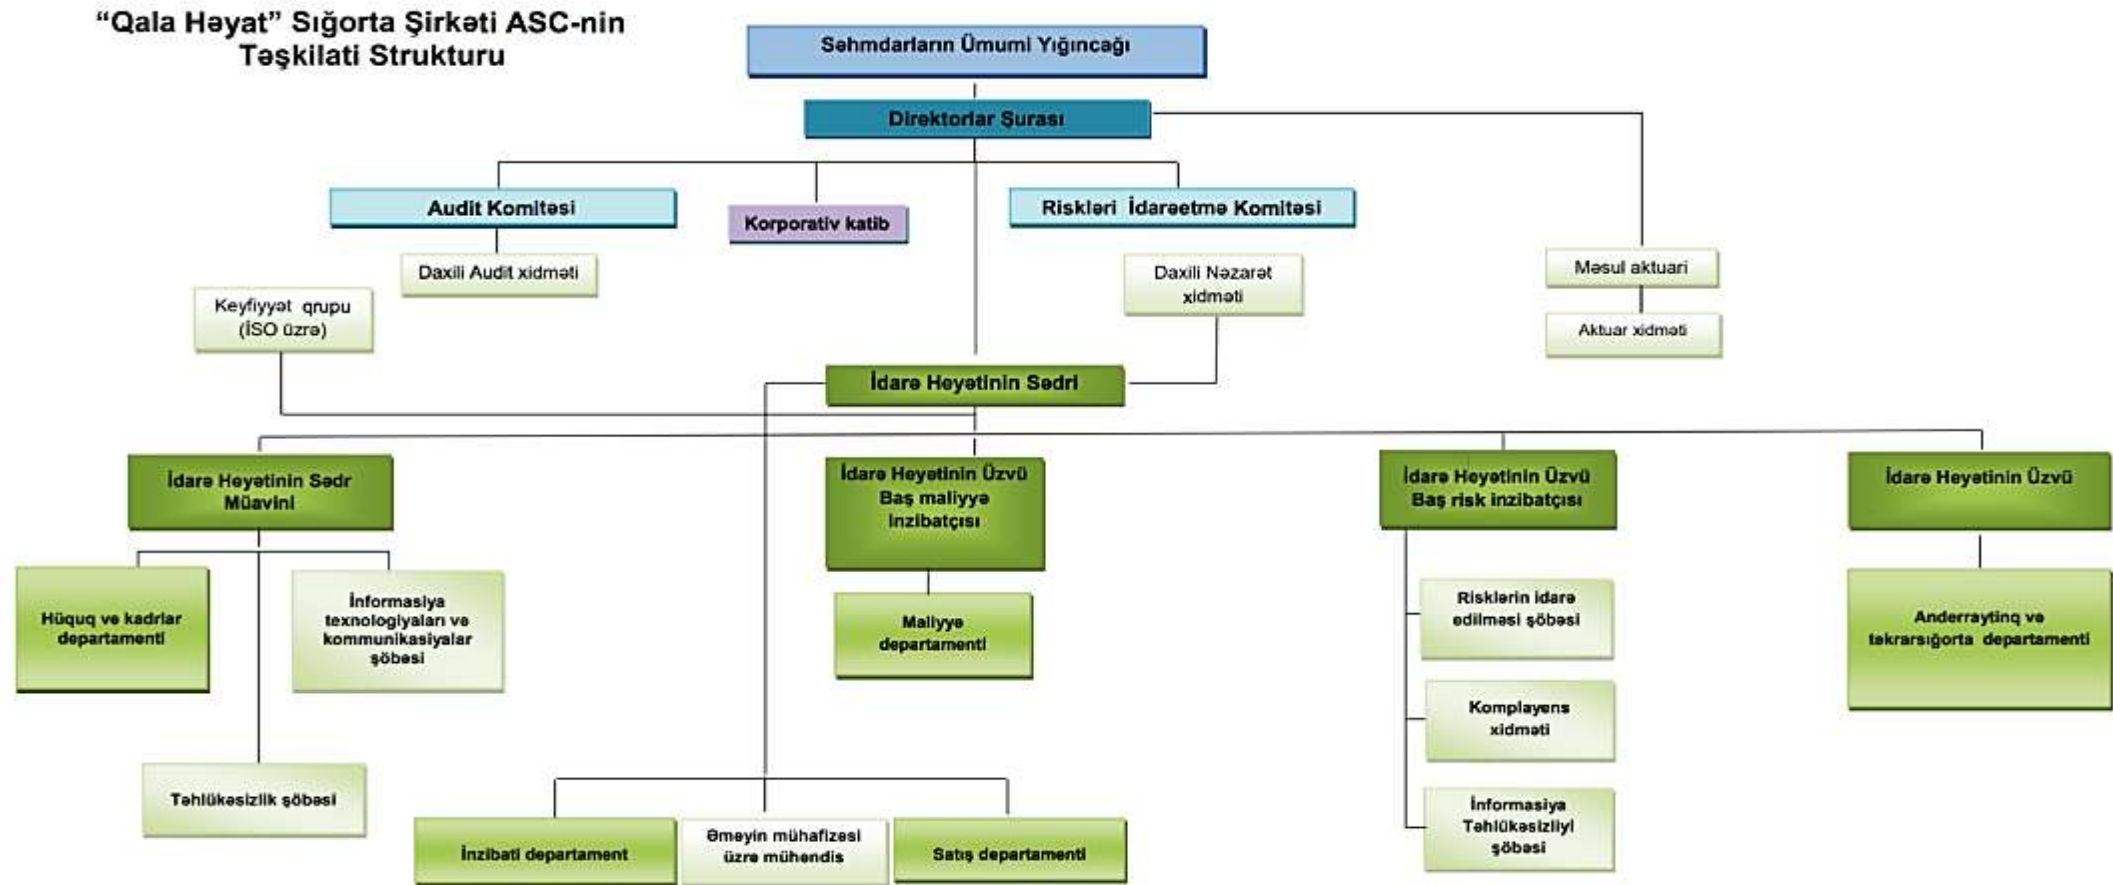 “Qala Həyat” Sığorta Şirkəti ASC-nin
Təşkilati Strukturu
Səhmdarların Ümumi Yığıncağı
Direktorlar Şurası
Audit Komitəsi
Korporativ katib
Riskləri İdarəetmə Komitəsi
Daxili Audit xidməti
Daxili Nəzarət
xidməti
Məsul aktuari
Keyfiyyət qrupu
(İSO üzrə)
Aktuar xidməti
İdarə Heyətinin Sədri
İdarə Heyətinin Sədr
Müavini
İdarə Heyətinin Üzvü
Baş maliyyə
inzibatçısı
İdarə Heyətinin Üzvü
Baş risk inzibatçısı
İdarə Heyətinin Üzvü
Hüquq və kadrlar
departamenti
İnformasiya
texnologiyaları və
kommunikasiyalar
şöbəsi
Maliyyə
departamenti
Risklərin idarə
edilməsi şöbəsi
Anderraytinq və
təkrarsığorta departamenti
Komplayens
xidməti
Təhlükəsizlik şöbəsi
İnformasiya
Təhlükəsizliyi
şöbəsi
İnzibati departament
Əməyin mühafizəsi
üzrə mühəndis
Satış departamenti